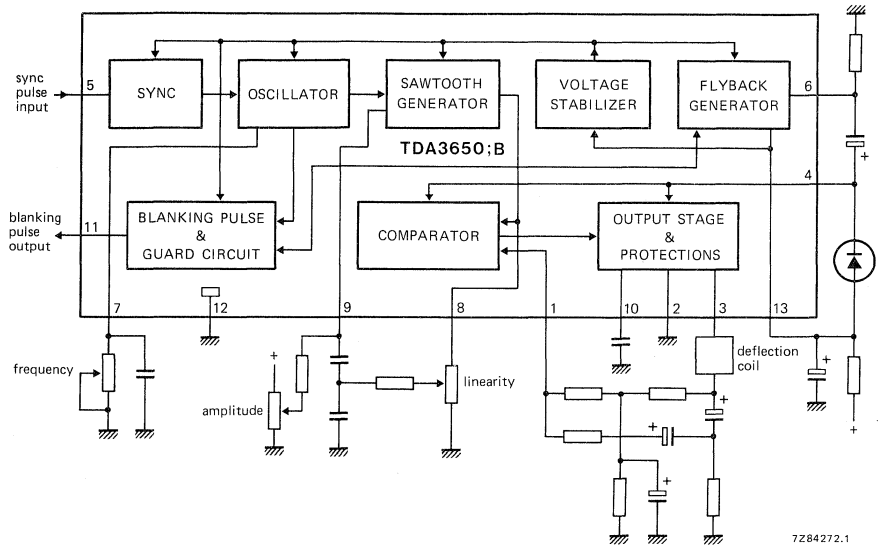 sync
pulse
input
5
SYNC
OSCILLATOR
SAWTOOTH
GENERATOR
VOLTAGE
STABILIZER
FLYBACK
GENERATOR
6
+
TDA3650;B
4
blanking
pulse
output
11
BLANKING PULSE
&
GUARD CIRCUIT
COMPARATOR
OUTPUT STAGE
&
PROTECTIONS
7
12
9
8
1
10
2
3
13
frequency
+
amplitude
linearity
deflection
coil
+
+
+
+
+
+
7Z84272.1